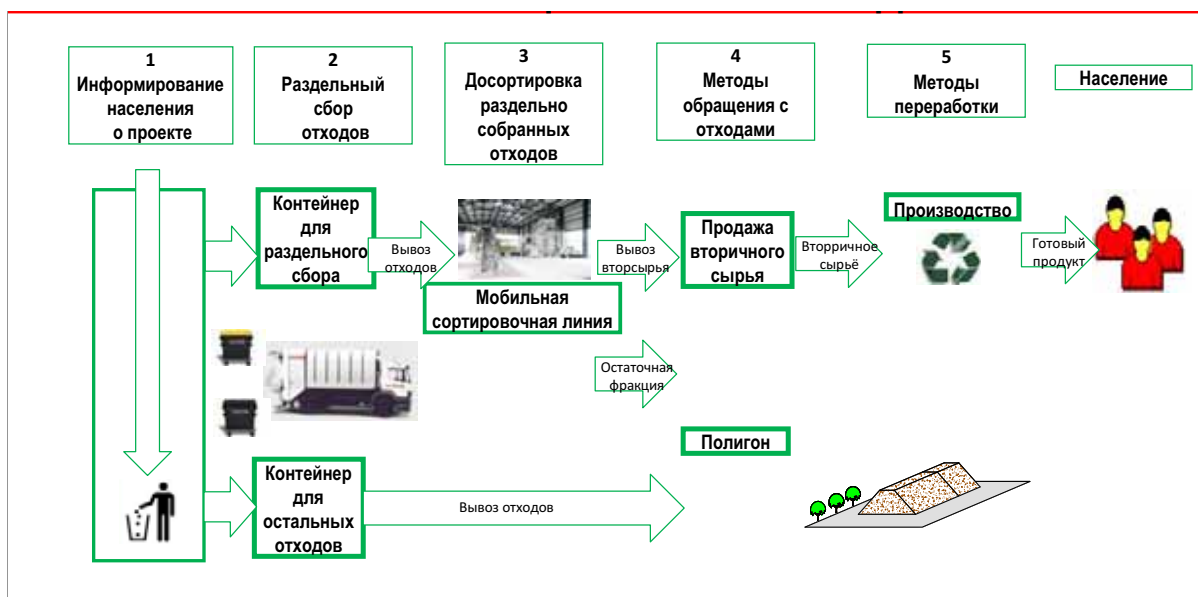 1
Информирование
населения
о проекте
2
Раздельный
сбор
отходов
3
Досортировка
раздельно
собранных
отходов
4
Методы
обращения с
отходами
5
Методы
переработки
Население
Контейнер
для
раздельного
сбора
Вывоз
отходов
Мобильная
сортировочная линия
Вывоз
вторсырья
Продажа
вторичного
сырья
Вторричное
сырьё
Производство
Готовый
продукт
Остаточная
фракция
Полигон
Контейнер
для
остальных
отходов
Вывоз отходов